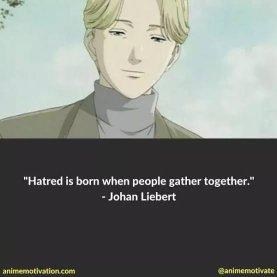 "Hatred is born when people gather together."
- Johan Liebert
animemotivation.com
@animemotivate